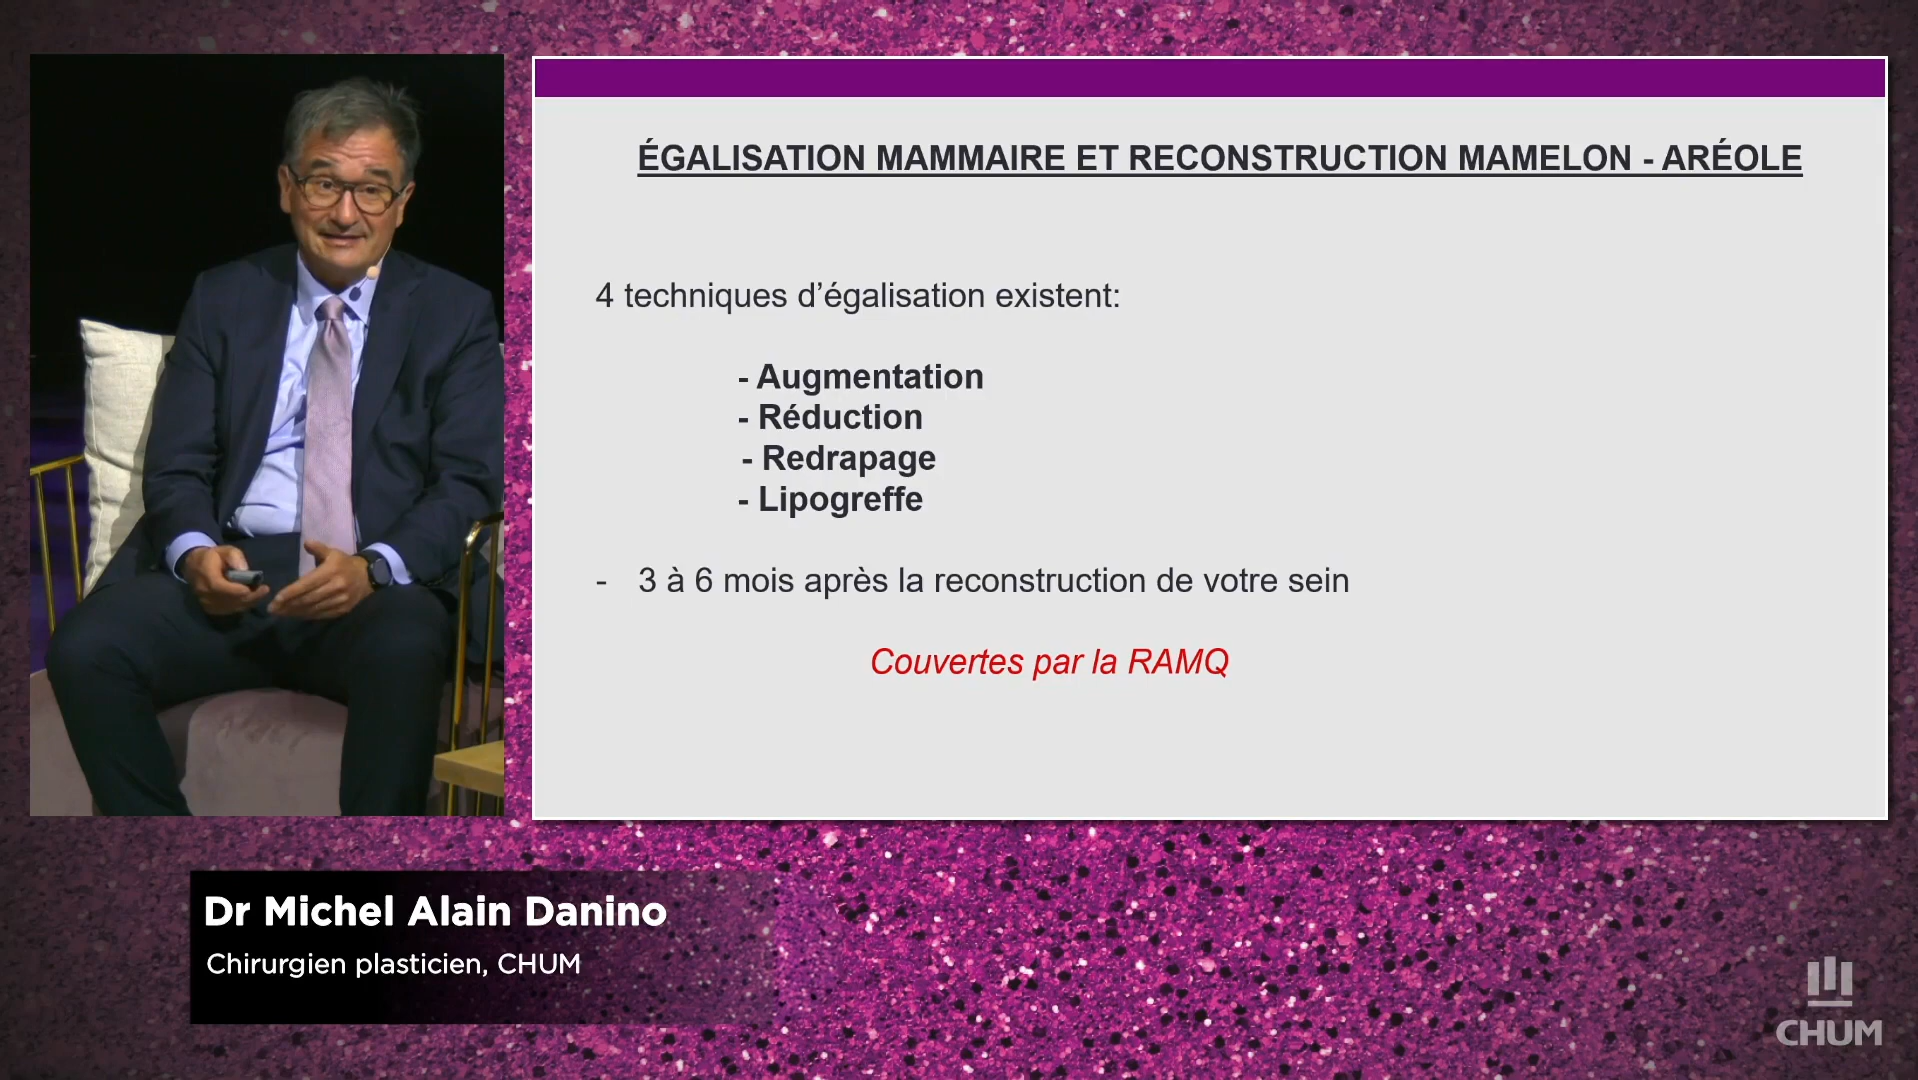 ÉGALISATION MAMMAIRE ET RECONSTRUCTION MAMELON - ARÉOLE
4 techniques d’égalisation existent:
- Augmentation
- Réduction
- Redrapage
- Lipogreffe
- 3 à 6 mois après la reconstruction de votre sein
Couvertes par la RAMQ
Dr Michel Alain Danino
Chirurgien plasticien, CHUM
CHUM